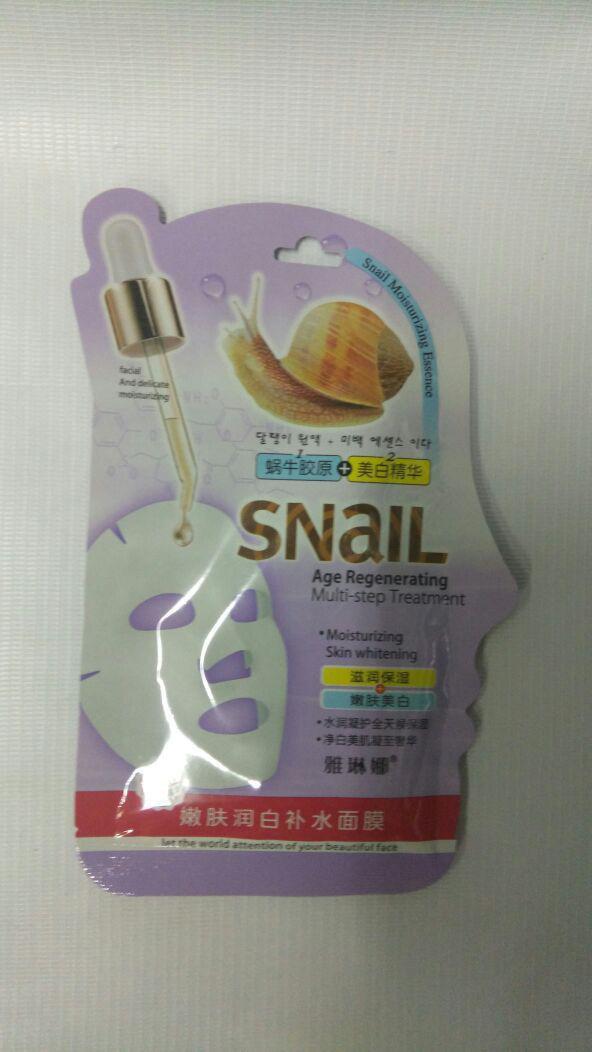 Snail Moisturizing Essence
facial
And delicate
moisturizing
NH₂O
달팽이 원액 + 미백 에센스 이다
1 2
蜗牛胶原 + 美白精华
SNaIL
Age Regenerating
Multi-step Treatment
• Moisturizing
Skin whitening
滋润保湿
+
嫩肤美白
• 水润凝护全天候保湿
• 净白美肌凝至奢华
雅琳娜®
嫩肤润白补水面膜
let the world attention of your beautiful face